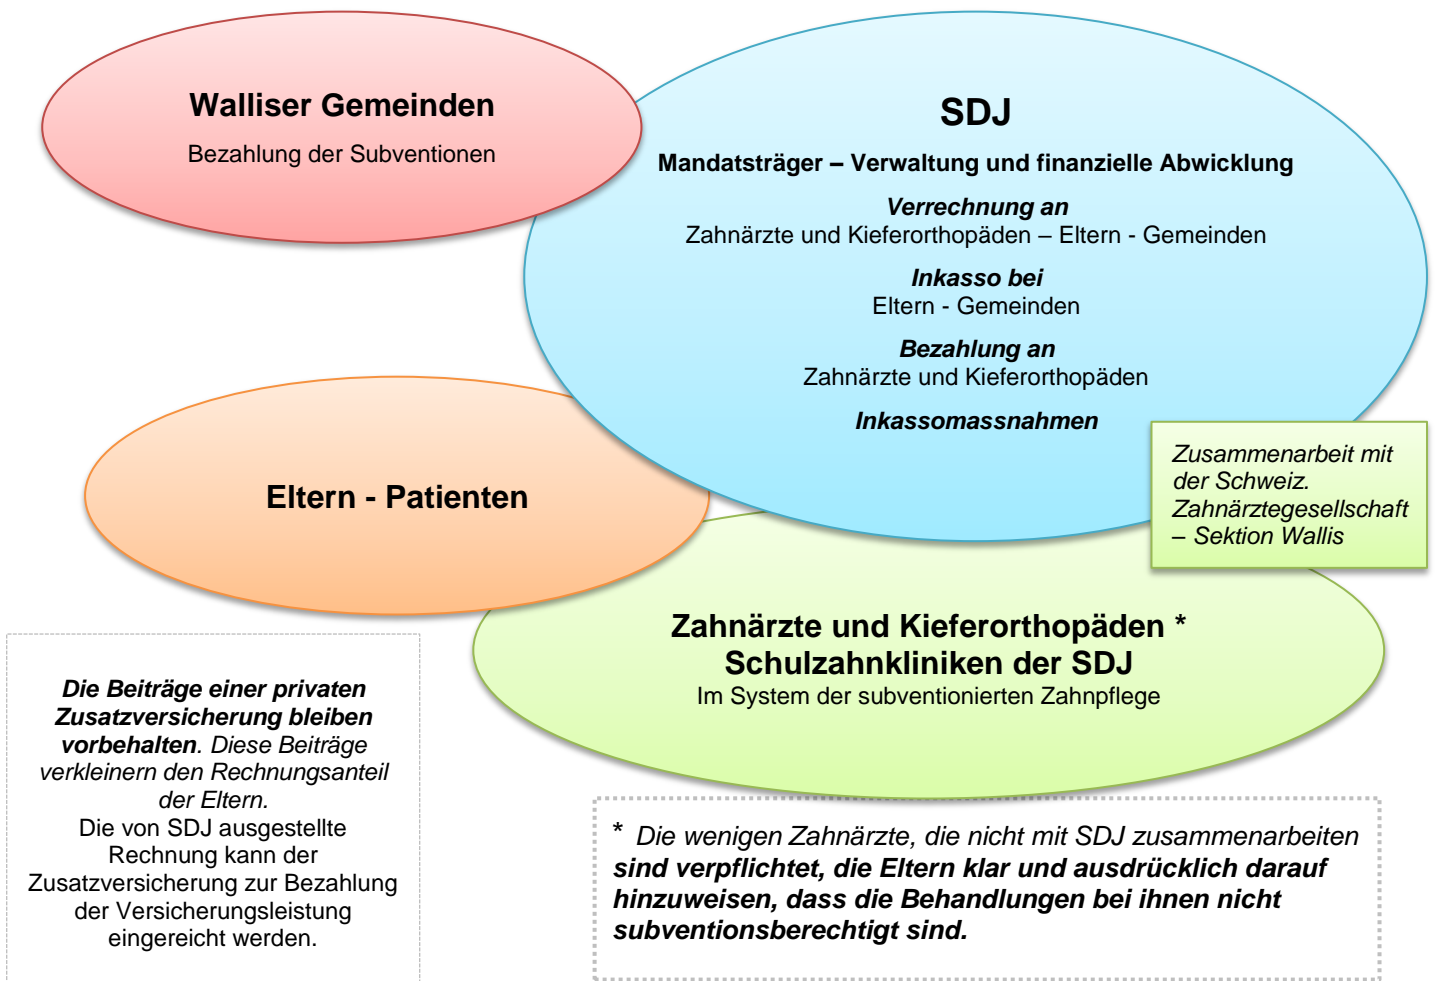 Walliser Gemeinden
Bezahlung der Subventionen
SDJ
Mandatsträger – Verwaltung und finanzielle Abwicklung
Verrechnung an
Zahnärzte und Kieferorthopäden – Eltern - Gemeinden
Inkasso bei
Eltern - Gemeinden
Bezahlung an
Zahnärzte und Kieferorthopäden
Inkassomassnahmen
Zusammenarbeit mit
der Schweiz.
Zahnärztegesellschaft
– Sektion Wallis
Eltern - Patienten
Zahnärzte und Kieferorthopäden *
Schulzahnkliniken der SDJ
Im System der subventionierten Zahnpflege
Die Beiträge einer privaten
Zusatzversicherung bleiben
vorbehalten. Diese Beiträge
verkleinern den Rechnungsanteil
der Eltern.
Die von SDJ ausgestellte
Rechnung kann der
Zusatzversicherung zur Bezahlung
der Versicherungsleistung
eingereicht werden.
* Die wenigen Zahnärzte, die nicht mit SDJ zusammenarbeiten
sind verpflichtet, die Eltern klar und ausdrücklich darauf
hinzuweisen, dass die Behandlungen bei ihnen nicht
subventionsberechtigt sind.